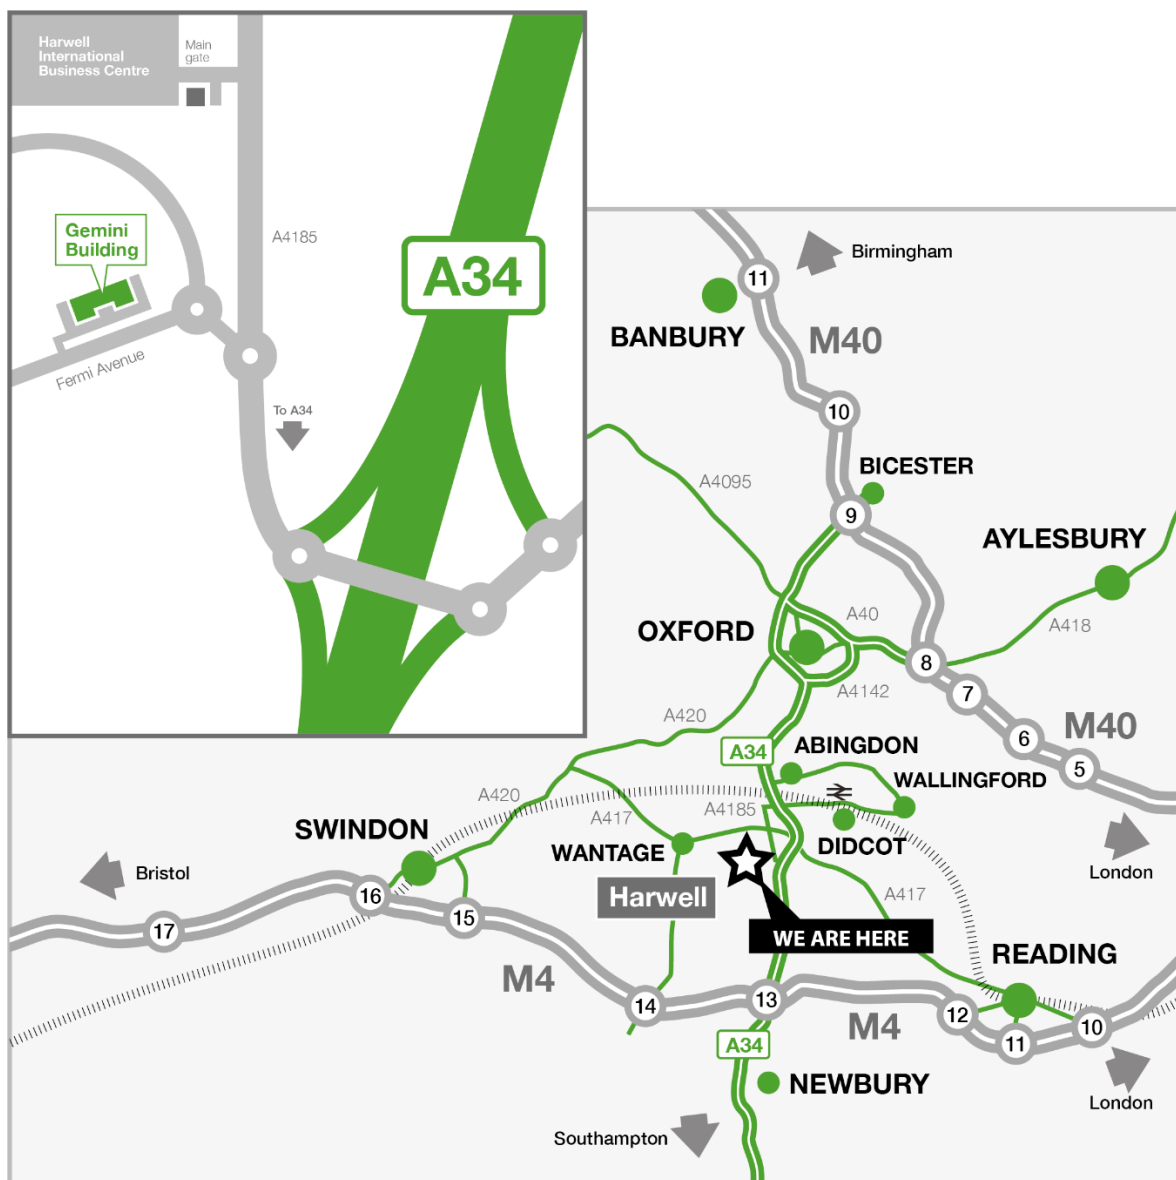 Harwell
International
Business Centre
Main
gate
Gemini
Building
A4185
A34
Fermi Avenue
To A34
Birmingham
11
BANBURY
M40
10
BICESTER
A4095
9
AYLESBURY
A40
A418
OXFORD
8
A4142
7
A420
M40
6
A34
ABINGDON
5
WALLINGFORD
A420
A4185
A417
SWINDON
DIDCOT
WANTAGE
London
Bristol
16
Harwell
A417
15
17
WE ARE HERE
READING
M4
13
14
12
M4
10
11
A34
NEWBURY
London
Southampton